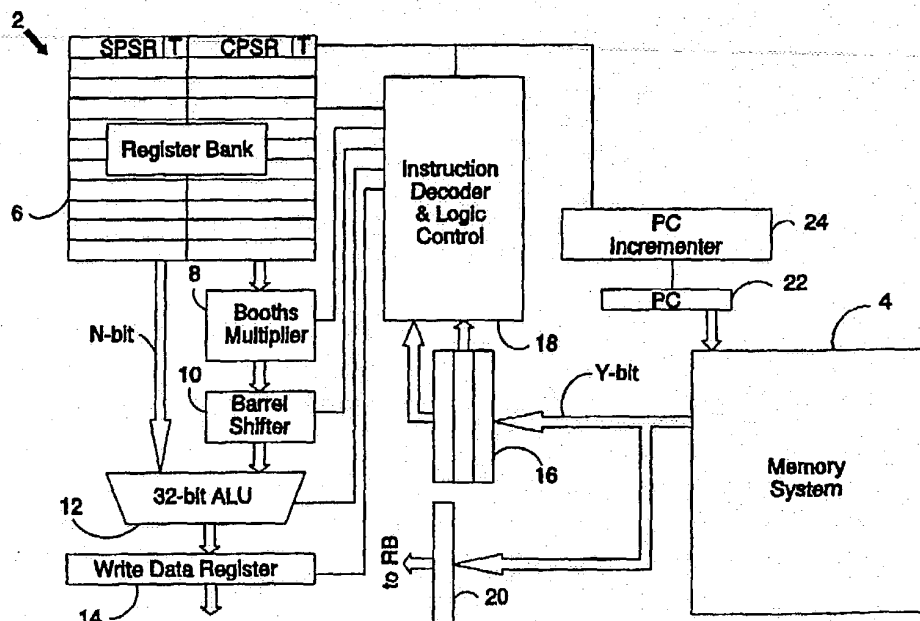 2
SPSR T CPSR T
Register Bank
6
Instruction
Decoder
& Logic
Control
PC
Incrementer
24
8
Booths
Multiplier
PC
22
4
18
N-bit
10
Barrel
Shifter
Y-bit
16
Memory
System
32-bit ALU
12
to RB
Write Data Register
20
14